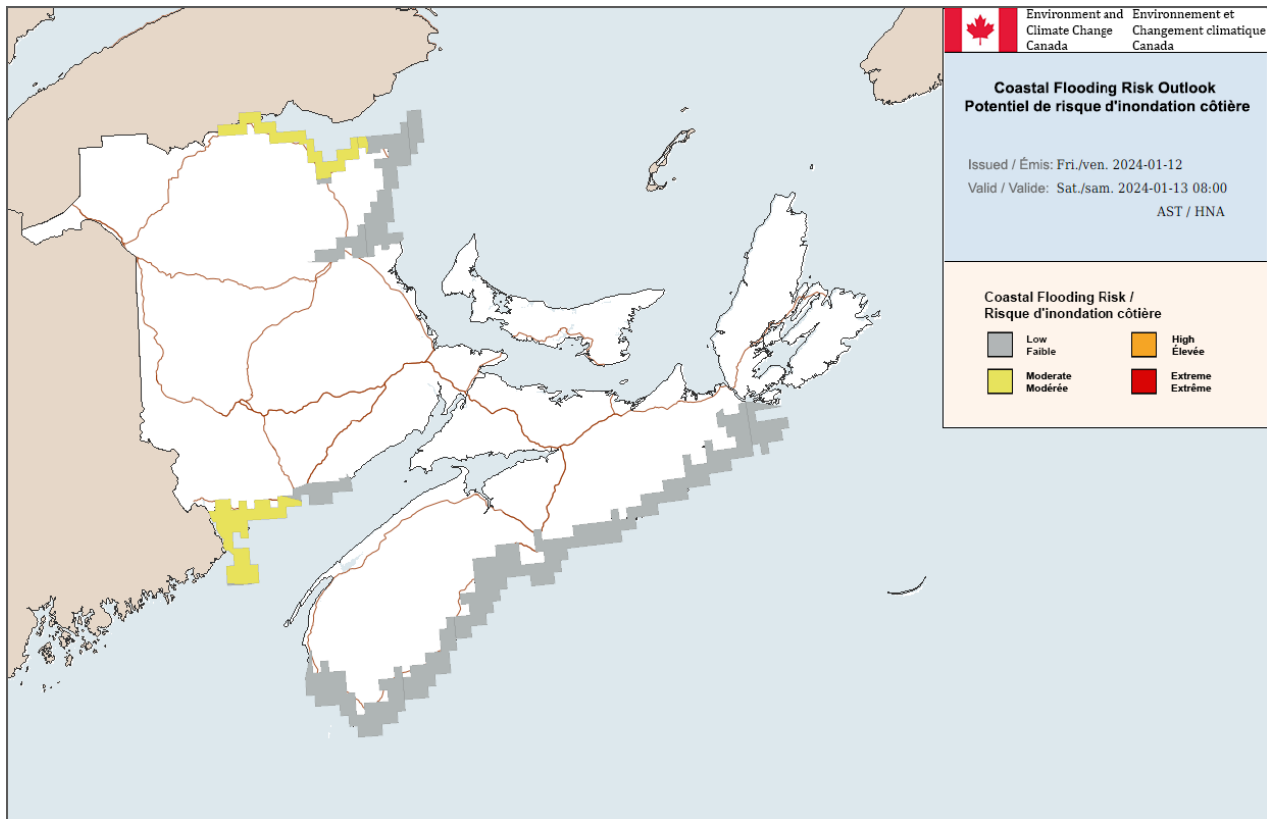 Environment and Climate Change Canada
Environnement et Changement climatique Canada
Coastal Flooding Risk Outlook
Potentiel de risque d'inondation côtière
Issued / Émis: Fri./ven. 2024-01-12
Valid / Valide: Sat./sam. 2024-01-13 08:00
AST / HNA
Coastal Flooding Risk /
Risque d'inondation côtière
Low
Faible
High
Élevée
Moderate
Modérée
Extreme
Extrême